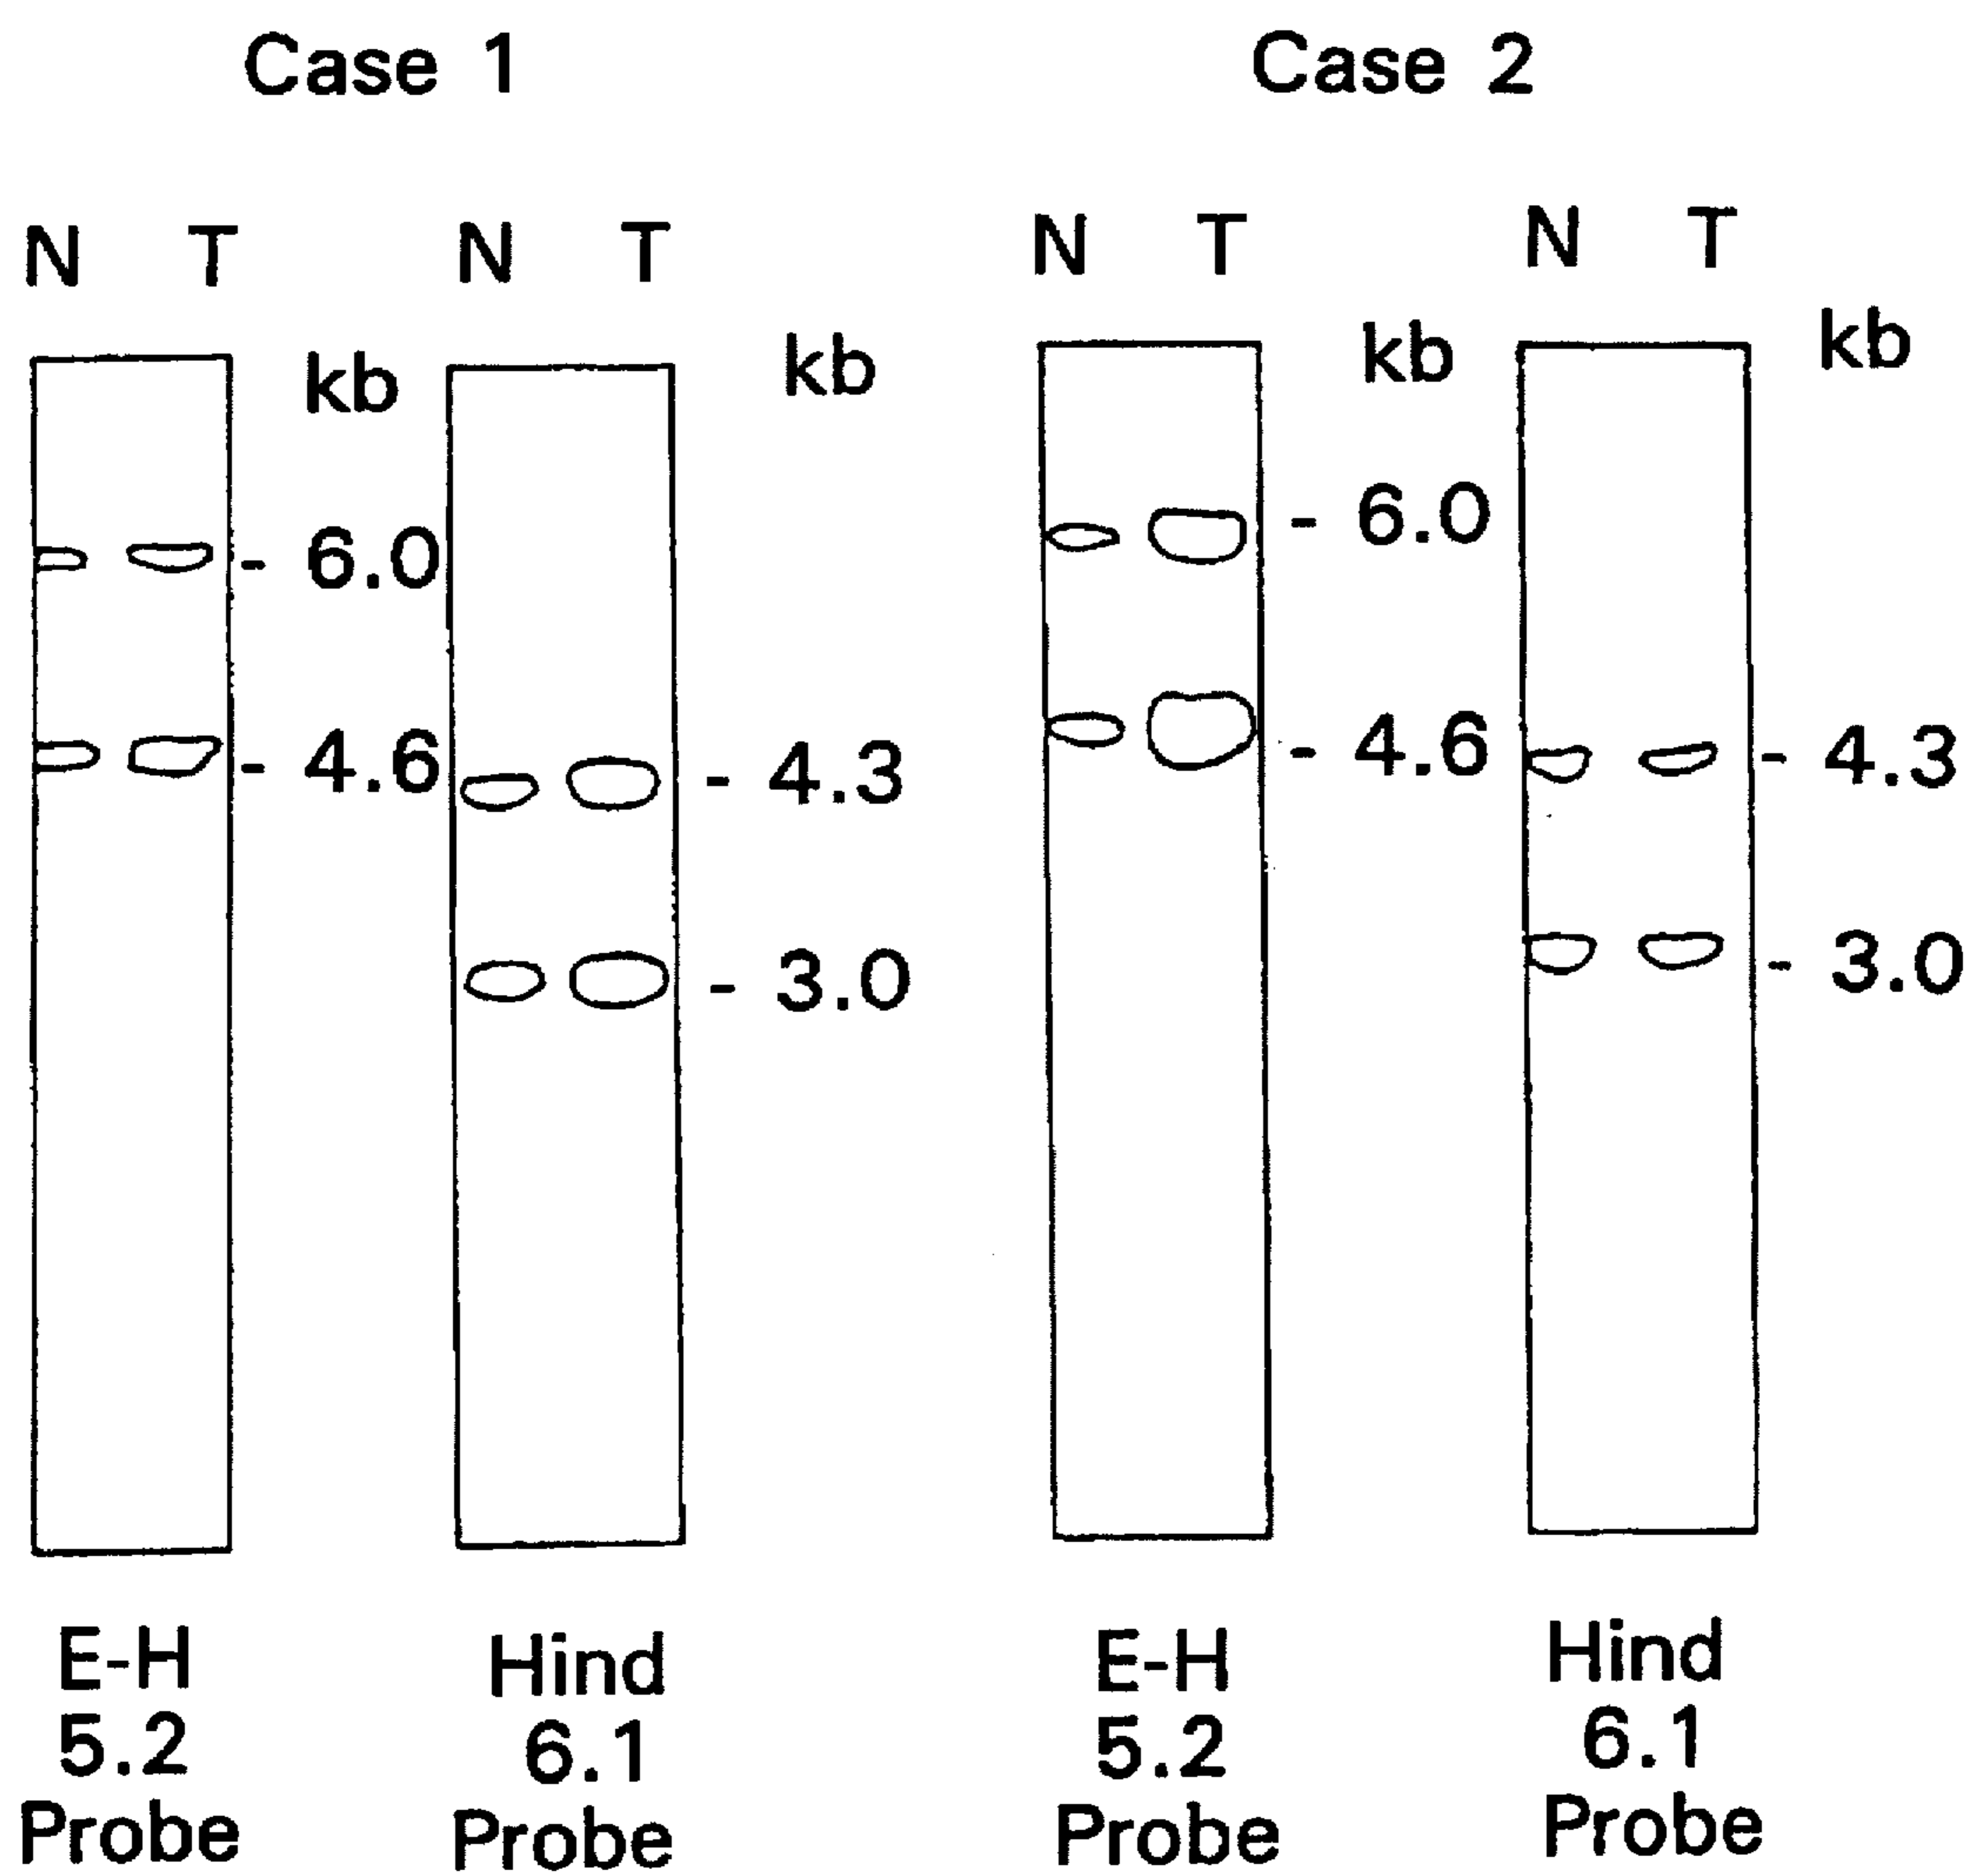 Case 1
Case 2
N T
N T
N T
N T
kb
kb
kb
kb
- 6.0
- 4.6
- 4.3
- 3.0
- 6.0
- 4.6
- 4.3
- 3.0
E-H
5.2
Probe
Hind
6.1
Probe
E-H
5.2
Probe
Hind
6.1
Probe